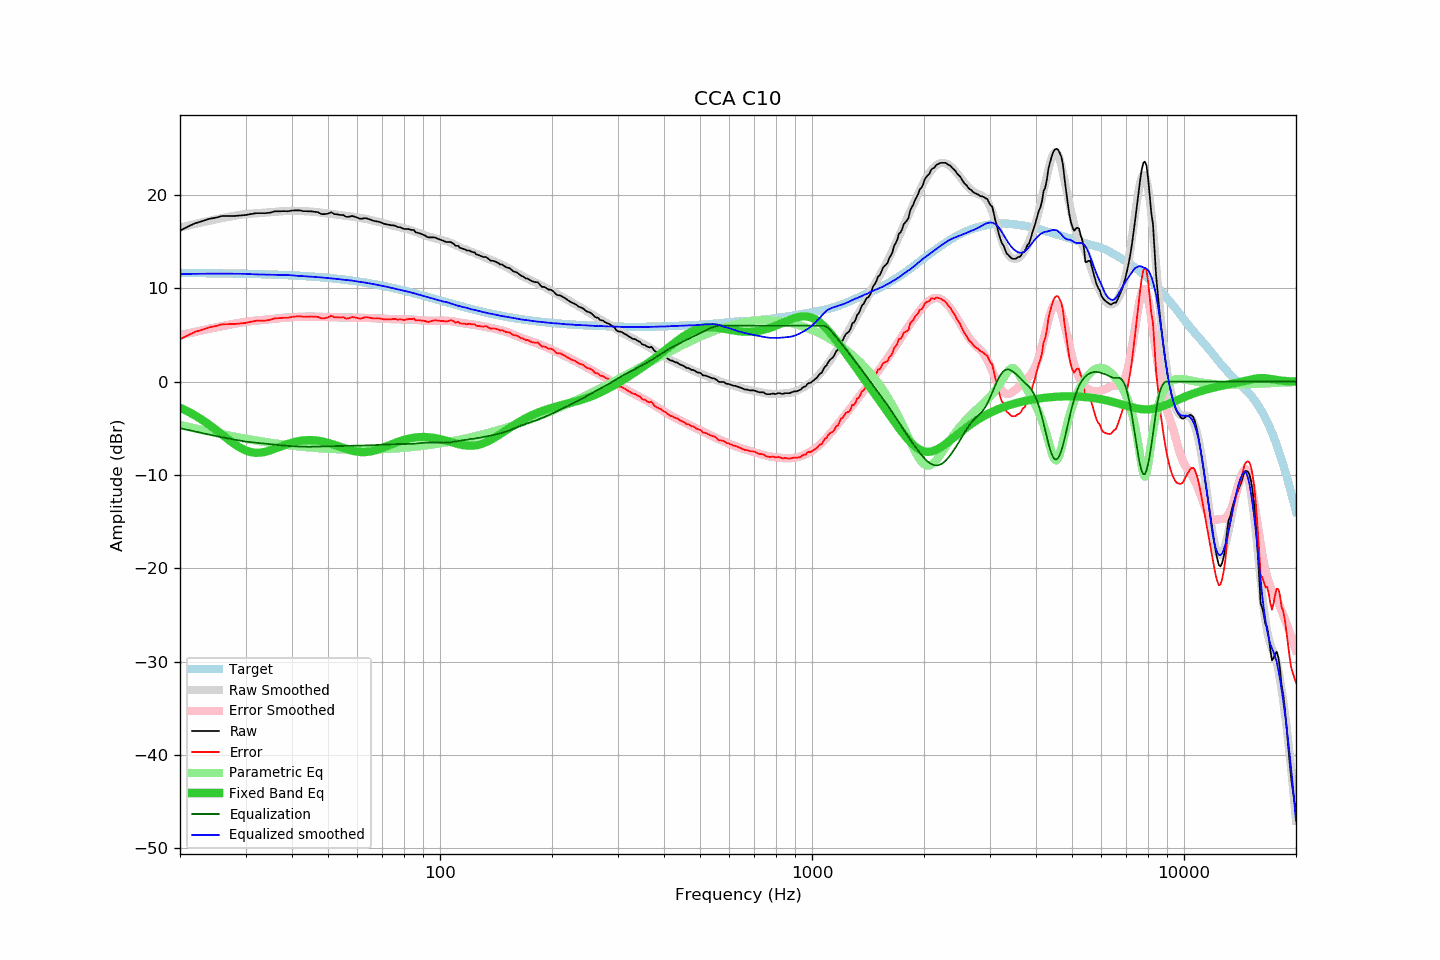 CCA C10
Amplitude (dBr)
20
10
0
−10
−20
−30
−40
−50
Target
Raw Smoothed
Error Smoothed
Raw
Error
Parametric Eq
Fixed Band Eq
Equalization
Equalized smoothed
100
1000
10000
Frequency (Hz)